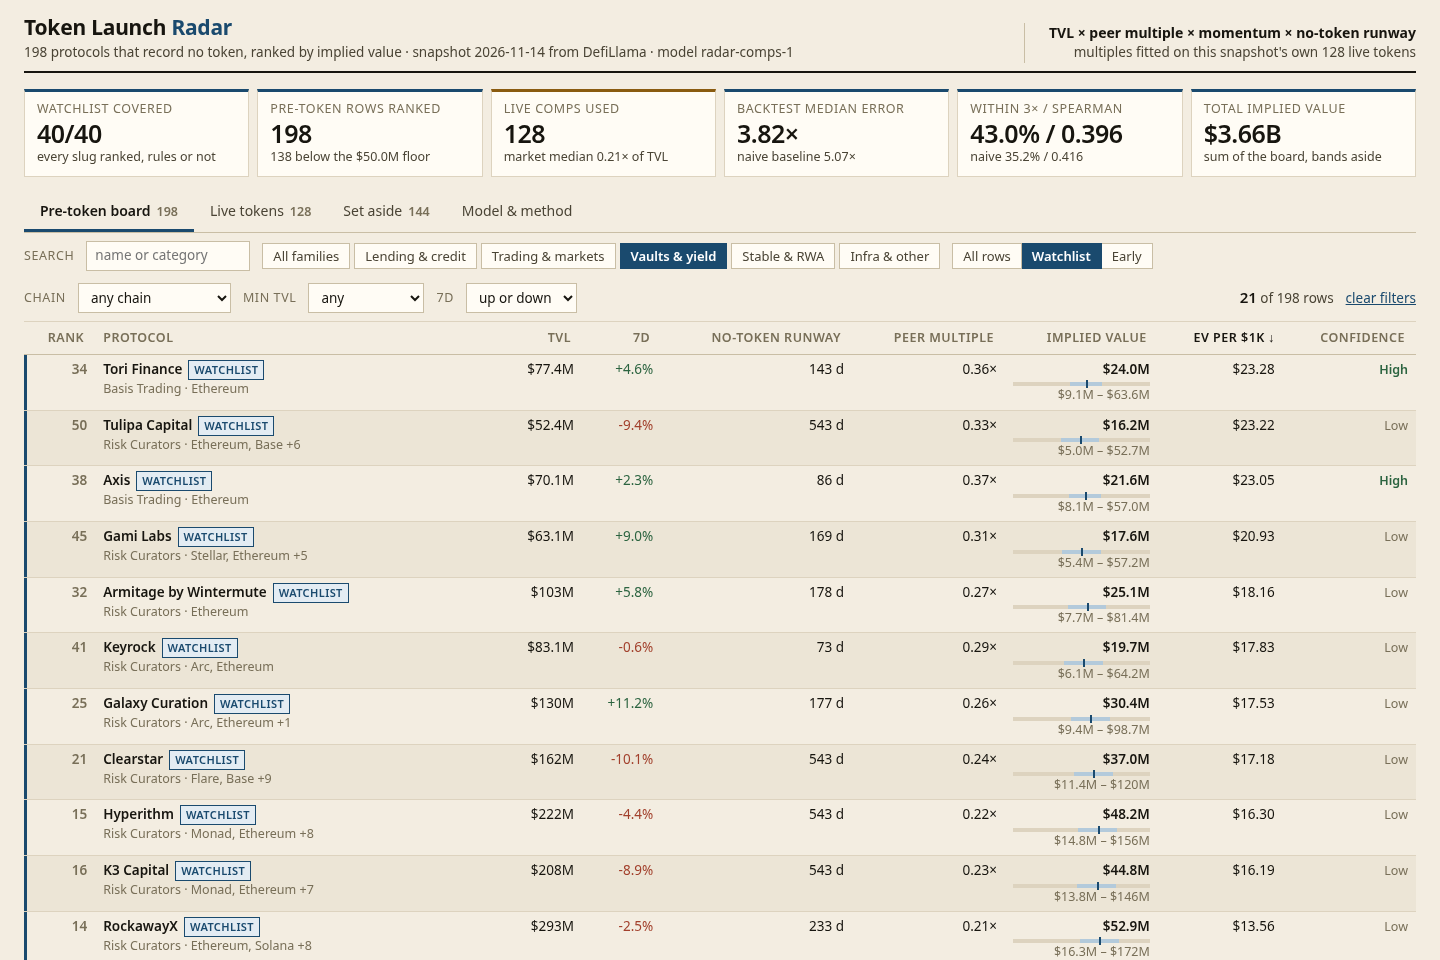 Token Launch Radar
198 protocols that record no token, ranked by implied value · snapshot 2026-11-14 from DefiLlama · model radar-comps-1
TVL × peer multiple × momentum × no-token runway
multiples fitted on this snapshot's own 128 live tokens
WATCHLIST COVERED
40/40
every slug ranked, rules or not
PRE-TOKEN ROWS RANKED
198
138 below the $50.0M floor
LIVE COMPS USED
128
market median 0.21× of TVL
BACKTEST MEDIAN ERROR
3.82×
naive baseline 5.07×
WITHIN 3× / SPEARMAN
43.0% / 0.396
naive 35.2% / 0.416
TOTAL IMPLIED VALUE
$3.66B
sum of the board, bands aside
Pre-token board 198 Live tokens 128 Set aside 144 Model & method
SEARCH name or category All families Lending & credit Trading & markets Vaults & yield Stable & RWA Infra & other All rows Watchlist Early
CHAIN any chain MIN TVL any 7D up or down 21 of 198 rows clear filters
RANK PROTOCOL TVL 7D NO-TOKEN RUNWAY PEER MULTIPLE IMPLIED VALUE EV PER $1K ↓ CONFIDENCE
34 Tori Finance WATCHLIST $77.4M +4.6% 143 d 0.36× $24.0M $23.28 High
Basis Trading · Ethereum $9.1M – $63.6M
50 Tulipa Capital WATCHLIST $52.4M -9.4% 543 d 0.33× $16.2M $23.22 Low
Risk Curators · Ethereum, Base +6 $5.0M – $52.7M
38 Axis WATCHLIST $70.1M +2.3% 86 d 0.37× $21.6M $23.05 High
Basis Trading · Ethereum $8.1M – $57.0M
45 Gami Labs WATCHLIST $63.1M +9.0% 169 d 0.31× $17.6M $20.93 Low
Risk Curators · Stellar, Ethereum +5 $5.4M – $57.2M
32 Armitage by Wintermute WATCHLIST $103M +5.8% 178 d 0.27× $25.1M $18.16 Low
Risk Curators · Ethereum $7.7M – $81.4M
41 Keyrock WATCHLIST $83.1M -0.6% 73 d 0.29× $19.7M $17.83 Low
Risk Curators · Arc, Ethereum $6.1M – $64.2M
25 Galaxy Curation WATCHLIST $130M +11.2% 177 d 0.26× $30.4M $17.53 Low
Risk Curators · Arc, Ethereum +1 $9.4M – $98.7M
21 Clearstar WATCHLIST $162M -10.1% 543 d 0.24× $37.0M $17.18 Low
Risk Curators · Flare, Base +9 $11.4M – $120M
15 Hyperithm WATCHLIST $222M -4.4% 543 d 0.22× $48.2M $16.30 Low
Risk Curators · Monad, Ethereum +8 $14.8M – $156M
16 K3 Capital WATCHLIST $208M -8.9% 543 d 0.23× $44.8M $16.19 Low
Risk Curators · Monad, Ethereum +7 $13.8M – $146M
14 RockawayX WATCHLIST $293M -2.5% 233 d 0.21× $52.9M $13.56 Low
Risk Curators · Ethereum, Solana +8 $16.3M – $172M